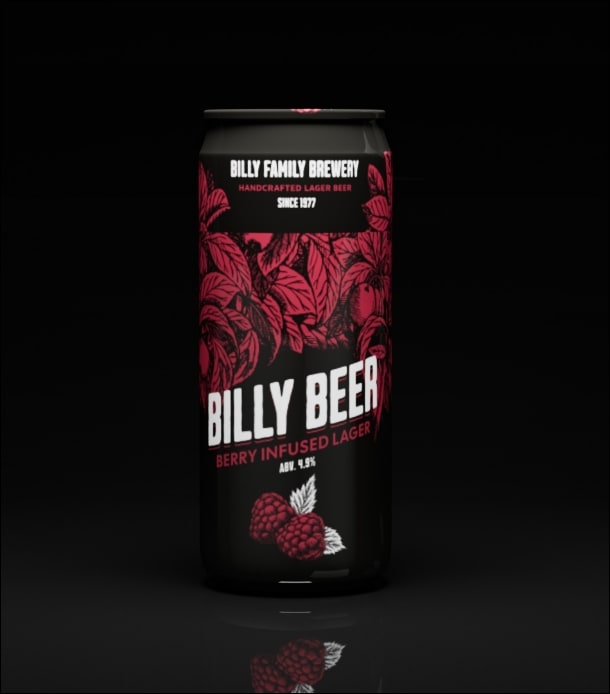 BILLY FAMILY BREWERY
HANDCRAFTED LAGER BEER
SINCE 1977
BILLY BEER
BERRY INFUSED LAGER
ABV. 4.9%